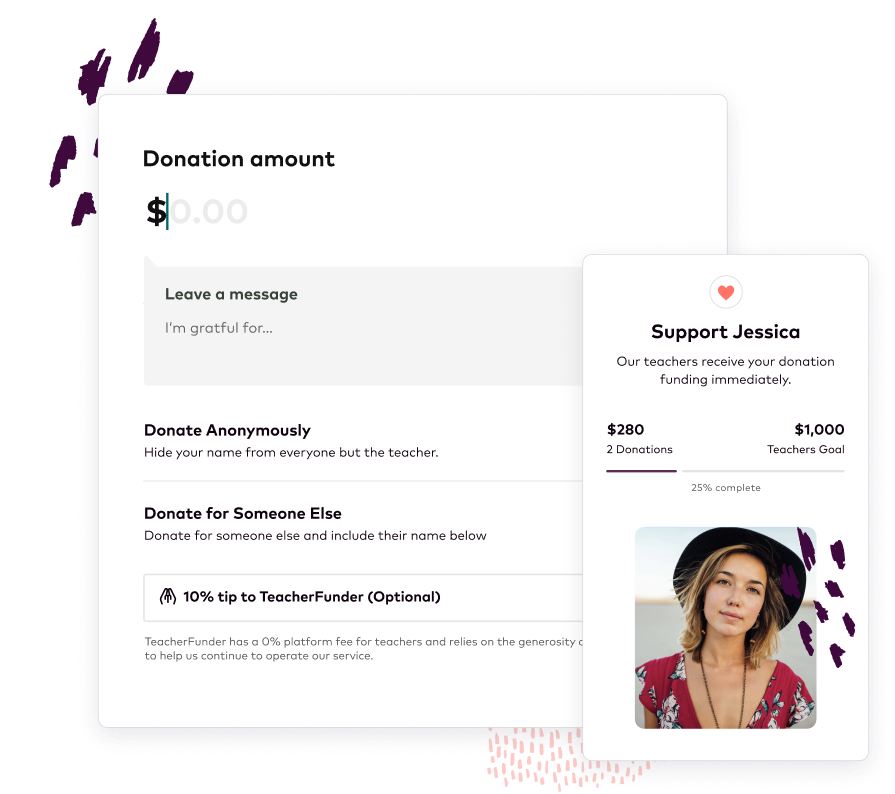 Donation amount
$0.00
Leave a message
I'm gratful for...
Donate Anonymously
Hide your name from everyone but the teacher.
Donate for Someone Else
Donate for someone else and include their name below
10% tip to TeacherFunder (Optional)
TeacherFunder has a 0% platform fee for teachers and relies on the generosity
to help us continue to operate our service.
Support Jessica
Our teachers receive your donation
funding immediately.
$280 $1,000
2 Donations Teachers Goal
25% complete